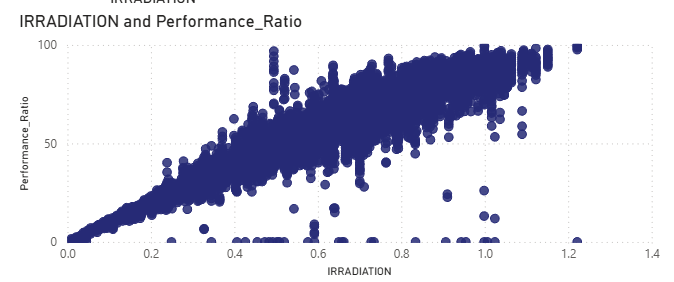 IRRADIATION
IRRADIATION and Performance_Ratio
100
50
0
Performance_Ratio
0.0 0.2 0.4 0.6 0.8 1.0 1.2 1.4
IRRADIATION